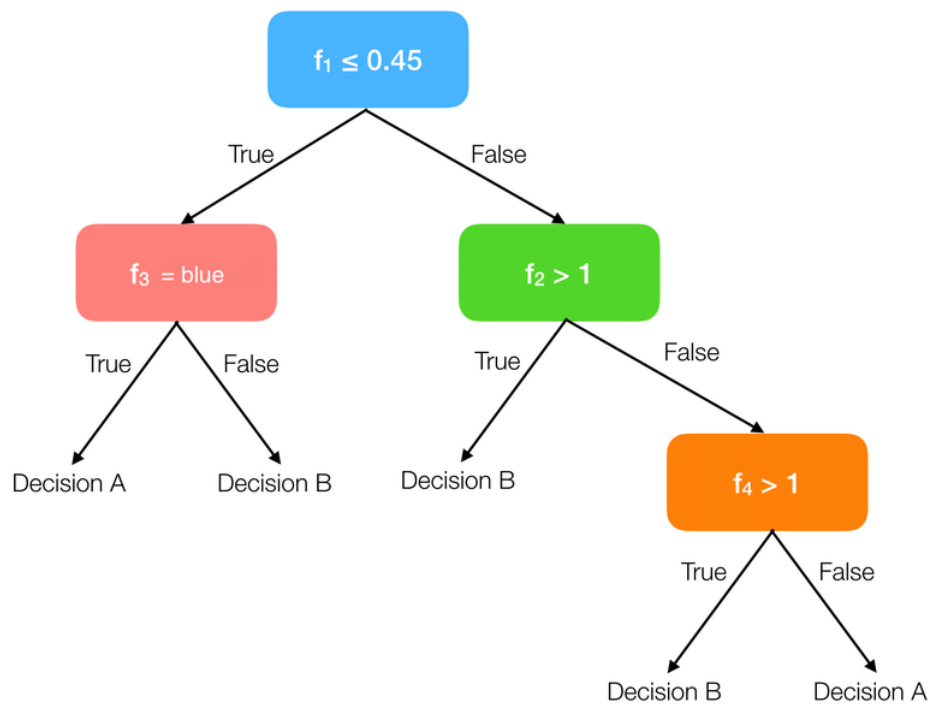 f₁ ≤ 0.45
True
False
f₃ = blue
f₂ > 1
True
False
True
False
Decision A
Decision B
Decision B
f₄ > 1
True
False
Decision B
Decision A